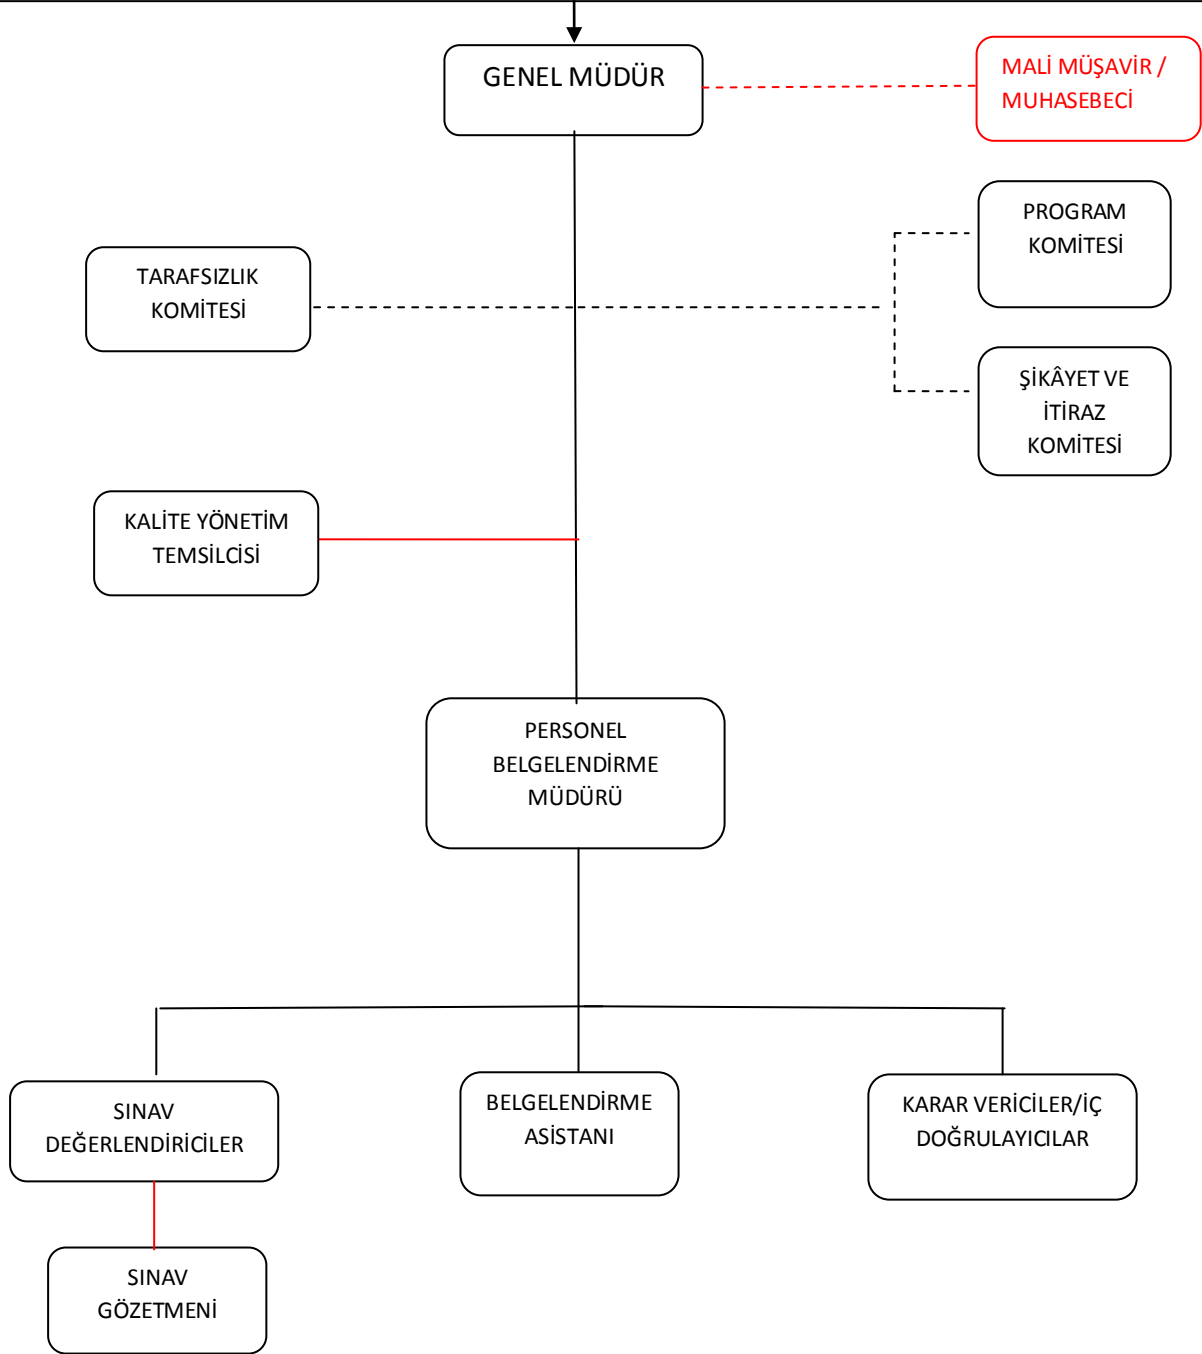 GENEL MÜDÜR
MALİ MÜŞAVİR /
MUHASEBECİ
PROGRAM
KOMİTESİ
TARAFSIZLIK
KOMİTESİ
ŞİKÂYET VE
İTİRAZ
KOMİTESİ
KALİTE YÖNETİM
TEMSİLCİSİ
PERSONEL
BELGELENDİRME
MÜDÜRÜ
SINAV
DEĞERLENDİRİCİLER
BELGELENDİRME
ASİSTANI
KARAR VERİCİLER/İÇ
DOĞRULAYICILAR
SINAV
GÖZETMENİ